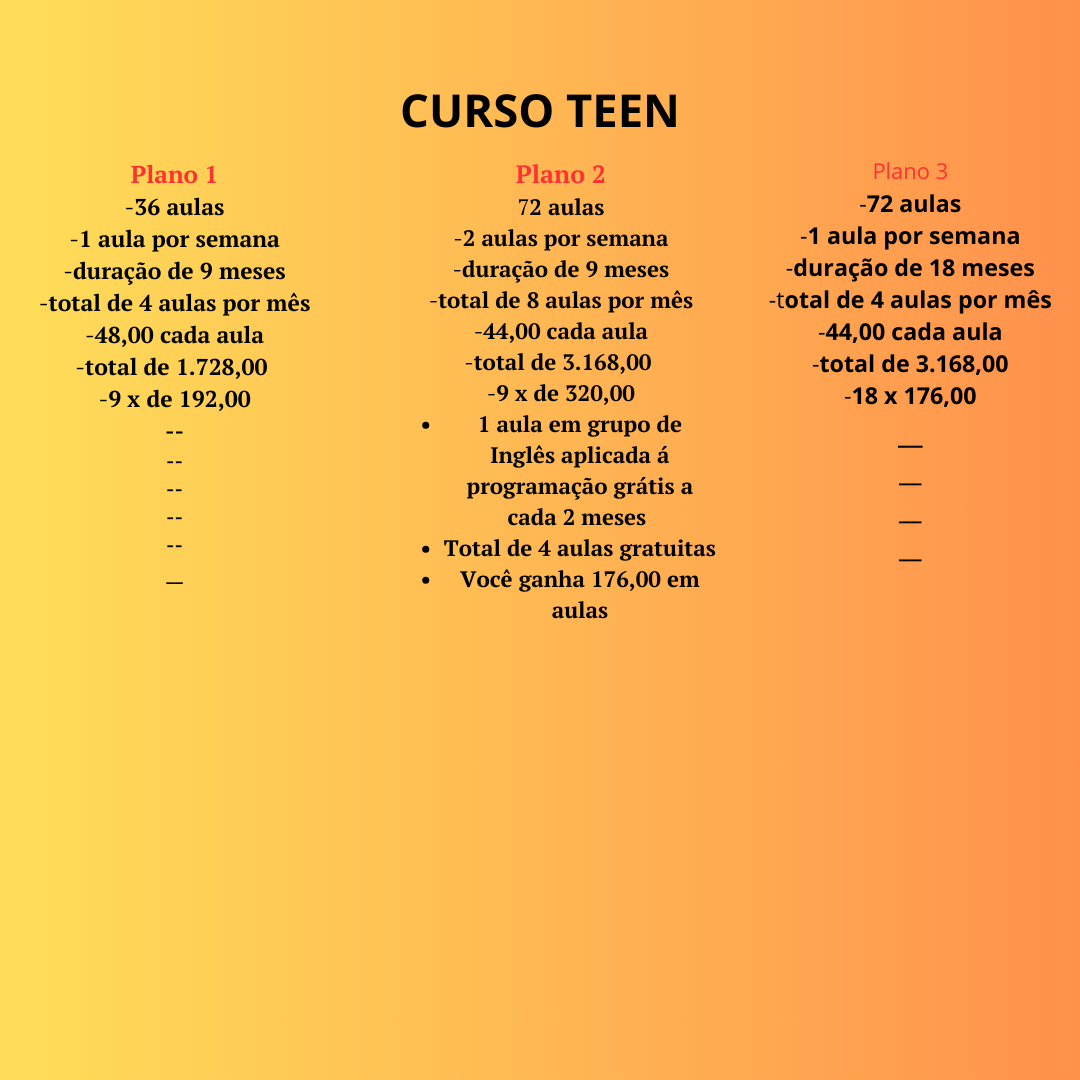 CURSO TEEN
Plano 1
-36 aulas
-1 aula por semana
-duração de 9 meses
-total de 4 aulas por mês
-48,00 cada aula
-total de 1.728,00
-9 x de 192,00
--
--
--
--
--
—
Plano 2
72 aulas
-2 aulas por semana
-duração de 9 meses
-total de 8 aulas por mês
-44,00 cada aula
-total de 3.168,00
-9 x de 320,00
• 1 aula em grupo de
Inglês aplicada á
programação grátis a
cada 2 meses
• Total de 4 aulas gratuitas
• Você ganha 176,00 em
aulas
Plano 3
-72 aulas
-1 aula por semana
-duração de 18 meses
-total de 4 aulas por mês
-44,00 cada aula
-total de 3.168,00
-18 x 176,00
—
—
—
—